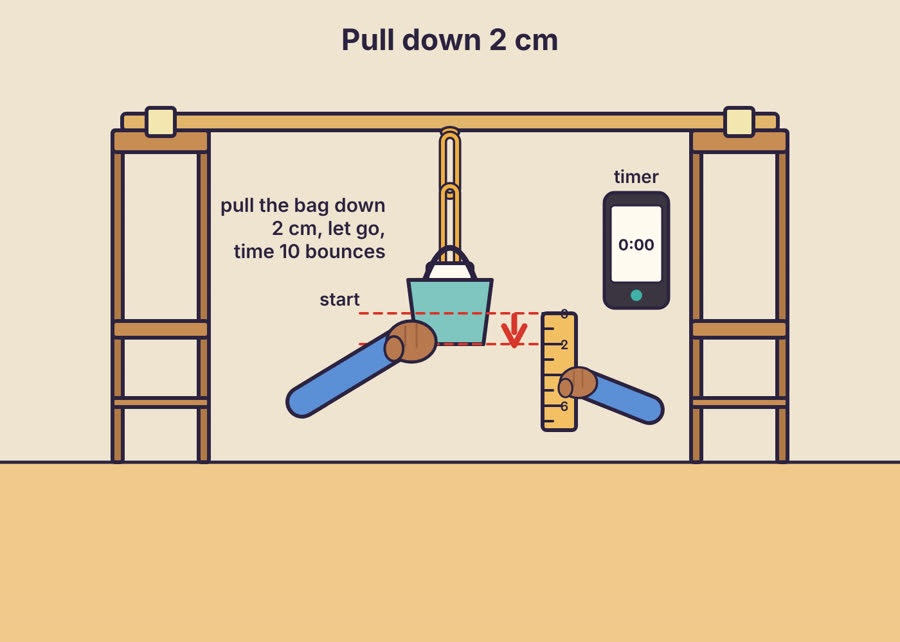 Pull down 2 cm
timer
pull the bag down
2 cm, let go,
time 10 bounces
0:00
start
0
2
6